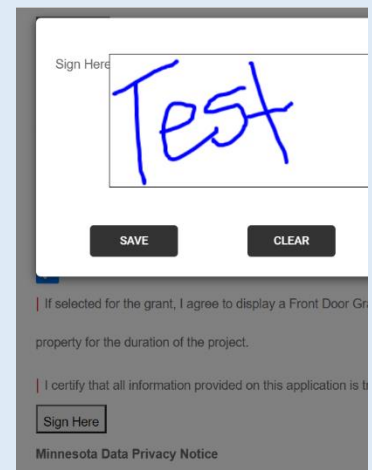 Sign Here
Test
SAVE CLEAR
If selected for the grant, I agree to display a Front Door
property for the duration of the project.
I certify that all information provided on this application is
Sign Here
Minnesota Data Privacy Notice